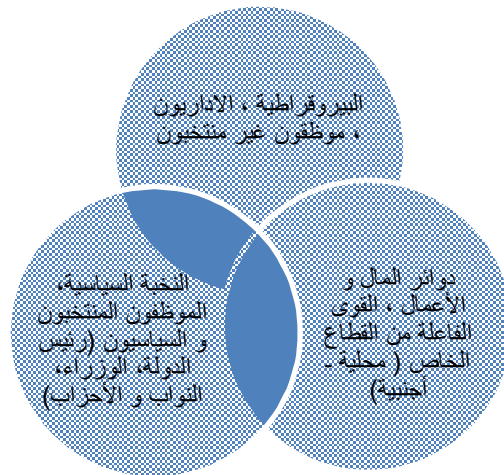 البيروقراطية ، الاداريون
، موظفون غير منتخبون
النخبة السياسية،
الموظفون المنتخبون
و السياسيون (رئيس
الدولة، الوزراء،
النواب و الأحزاب)
دوائر المال و
الأعمال ، القوى
الفاعلة من القطاع
الخاص ( محلية -
أجنبية)